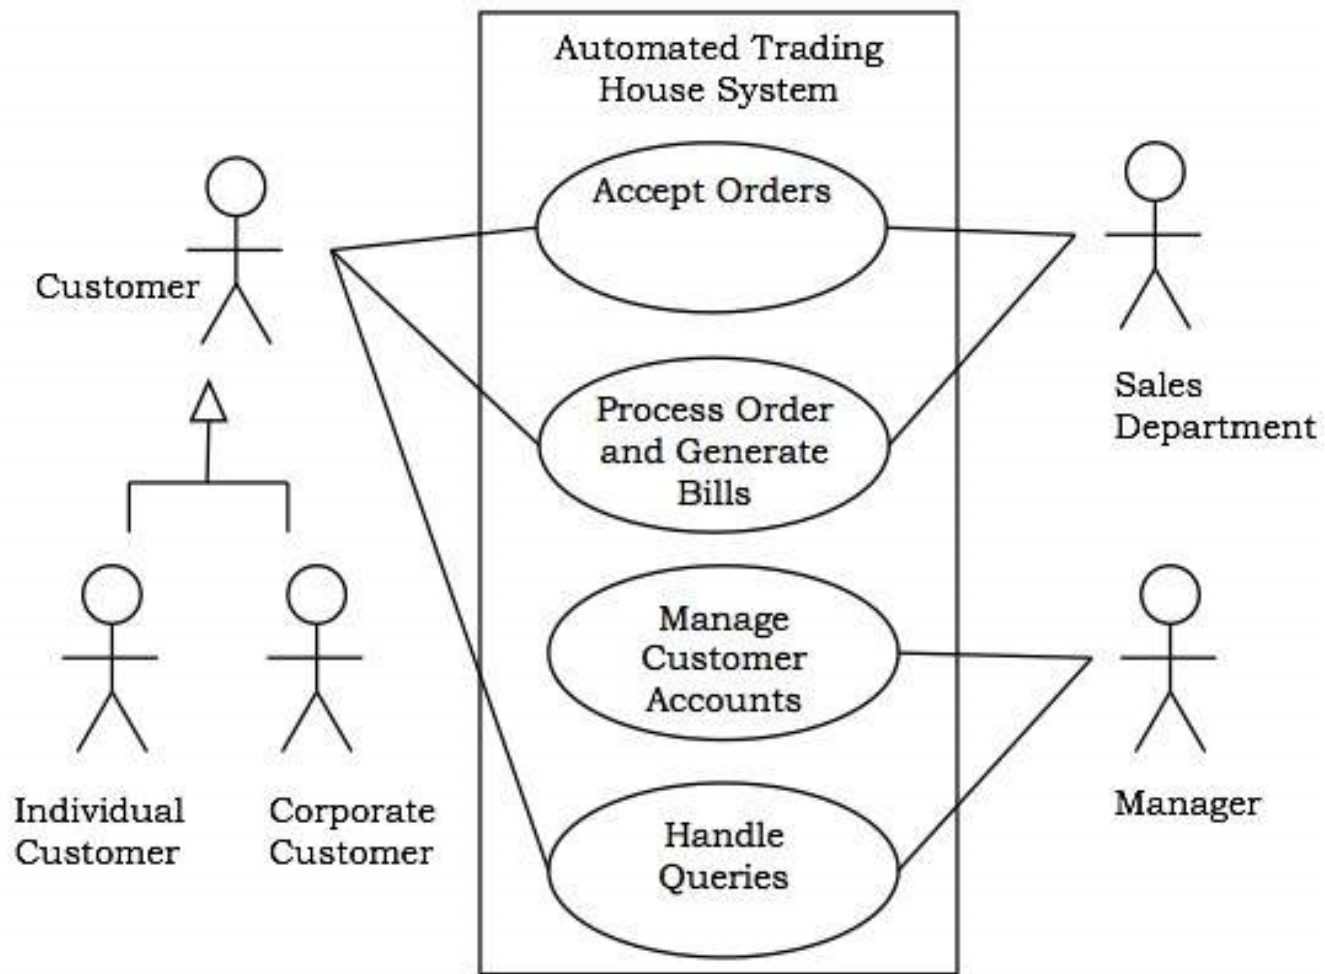 Automated Trading
House System
Accept Orders
Customer
Process Order
and Generate
Bills
Sales
Department
Manage
Customer
Accounts
Individual
Customer
Corporate
Customer
Handle
Queries
Manager